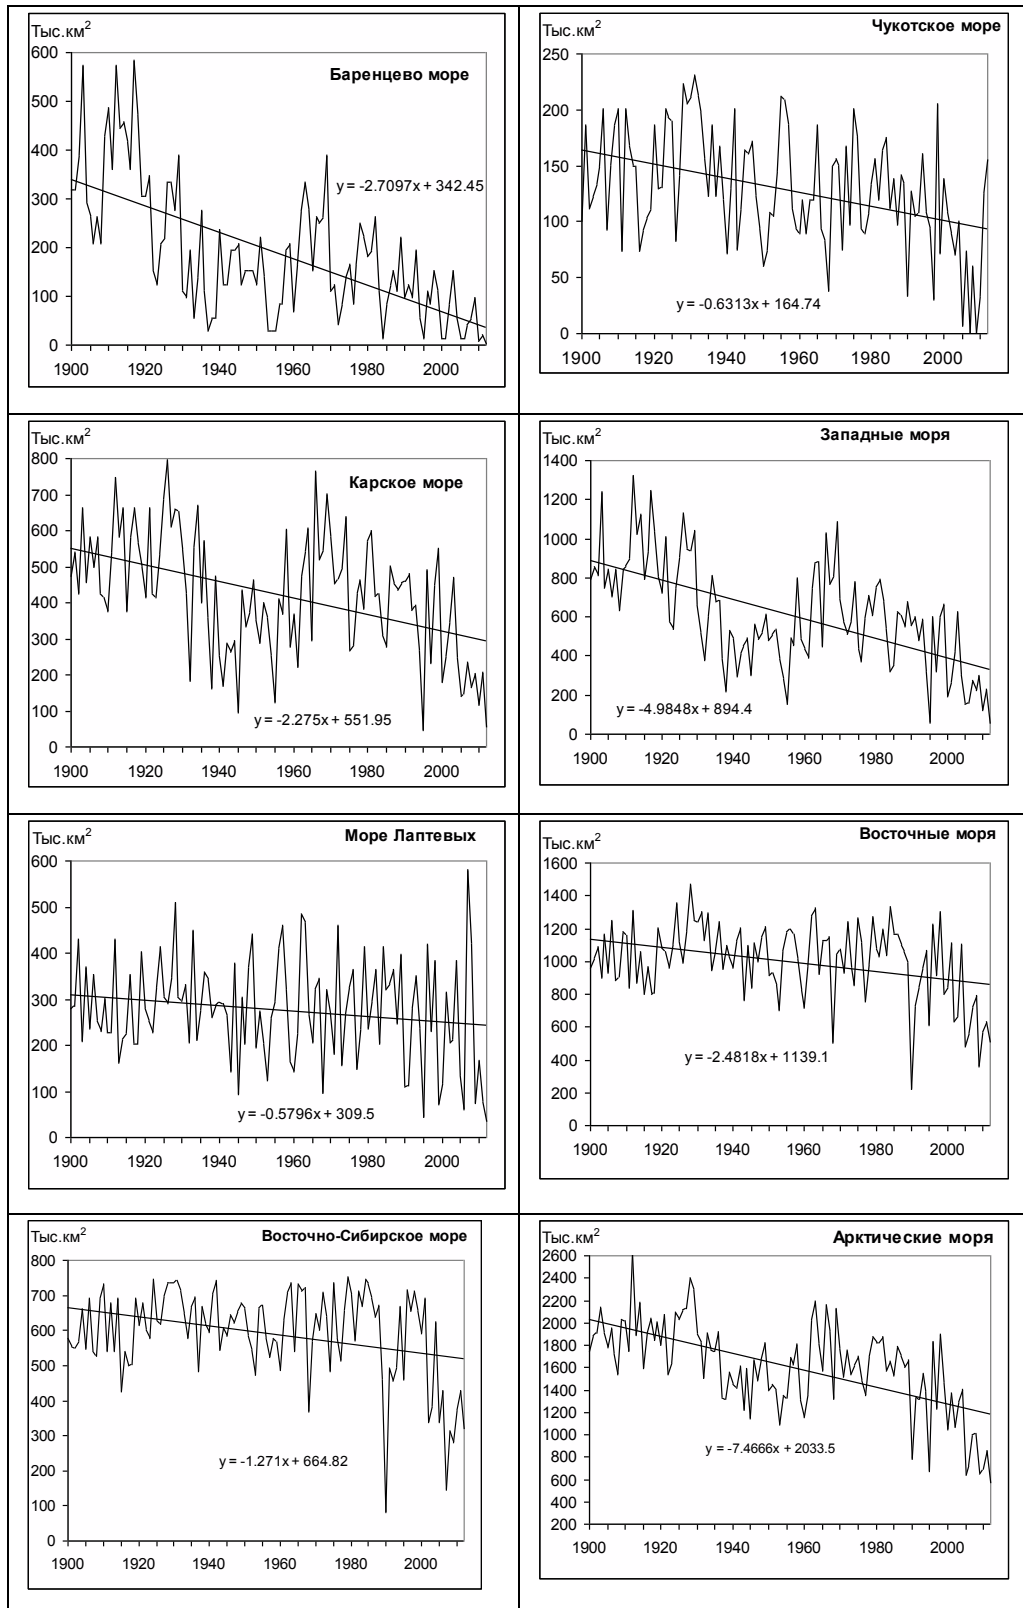 Тыс.км²
Баренцево море
600
500
400
300
200
100
0
y = -2.7097x + 342.45
1900 1920 1940 1960 1980 2000
Тыс.км²
Чукотское море
250
200
150
100
50
0
y = -0.6313x + 164.74
1900 1920 1940 1960 1980 2000
Тыс.км²
Карское море
800
700
600
500
400
300
200
100
0
y = -2.275x + 551.95
1900 1920 1940 1960 1980 2000
Тыс.км²
Западные моря
1400
1200
1000
800
600
400
200
0
y = -4.9848x + 894.4
1900 1920 1940 1960 1980 2000
Тыс.км²
Море Лаптевых
600
500
400
300
200
100
0
y = -0.5796x + 309.5
1900 1920 1940 1960 1980 2000
Тыс.км²
Восточные моря
1600
1400
1200
1000
800
600
400
200
0
y = -2.4818x + 1139.1
1900 1920 1940 1960 1980 2000
Тыс.км²
Восточно-Сибирское море
800
700
600
500
400
300
200
100
0
y = -1.271x + 664.82
1900 1920 1940 1960 1980 2000
Тыс.км²
Арктические моря
2600
2400
2200
2000
1800
1600
1400
1200
1000
800
600
400
200
y = -7.4666x + 2033.5
1900 1920 1940 1960 1980 2000